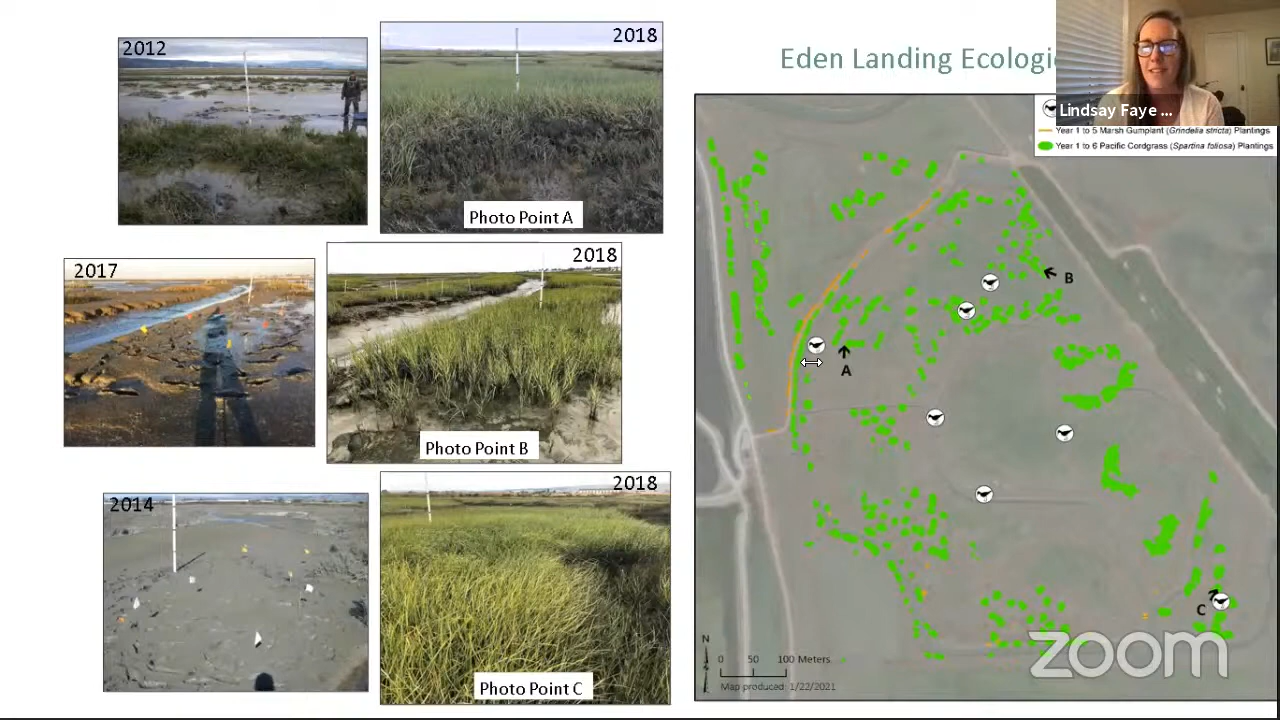 2012
2018
Photo Point A
2017
2018
Photo Point B
2014
2018
Photo Point C
Eden Landing Ecologi
Lindsay Faye ...
Year 1 to 5 Marsh Gumplant (Grindelia stricta) Plantings
Year 1 to 6 Pacific Cordgrass (Spartina foliosa) Plantings
B
A
C
N
0 50 100 Meters
Map produced: 1/22/2021
zoom